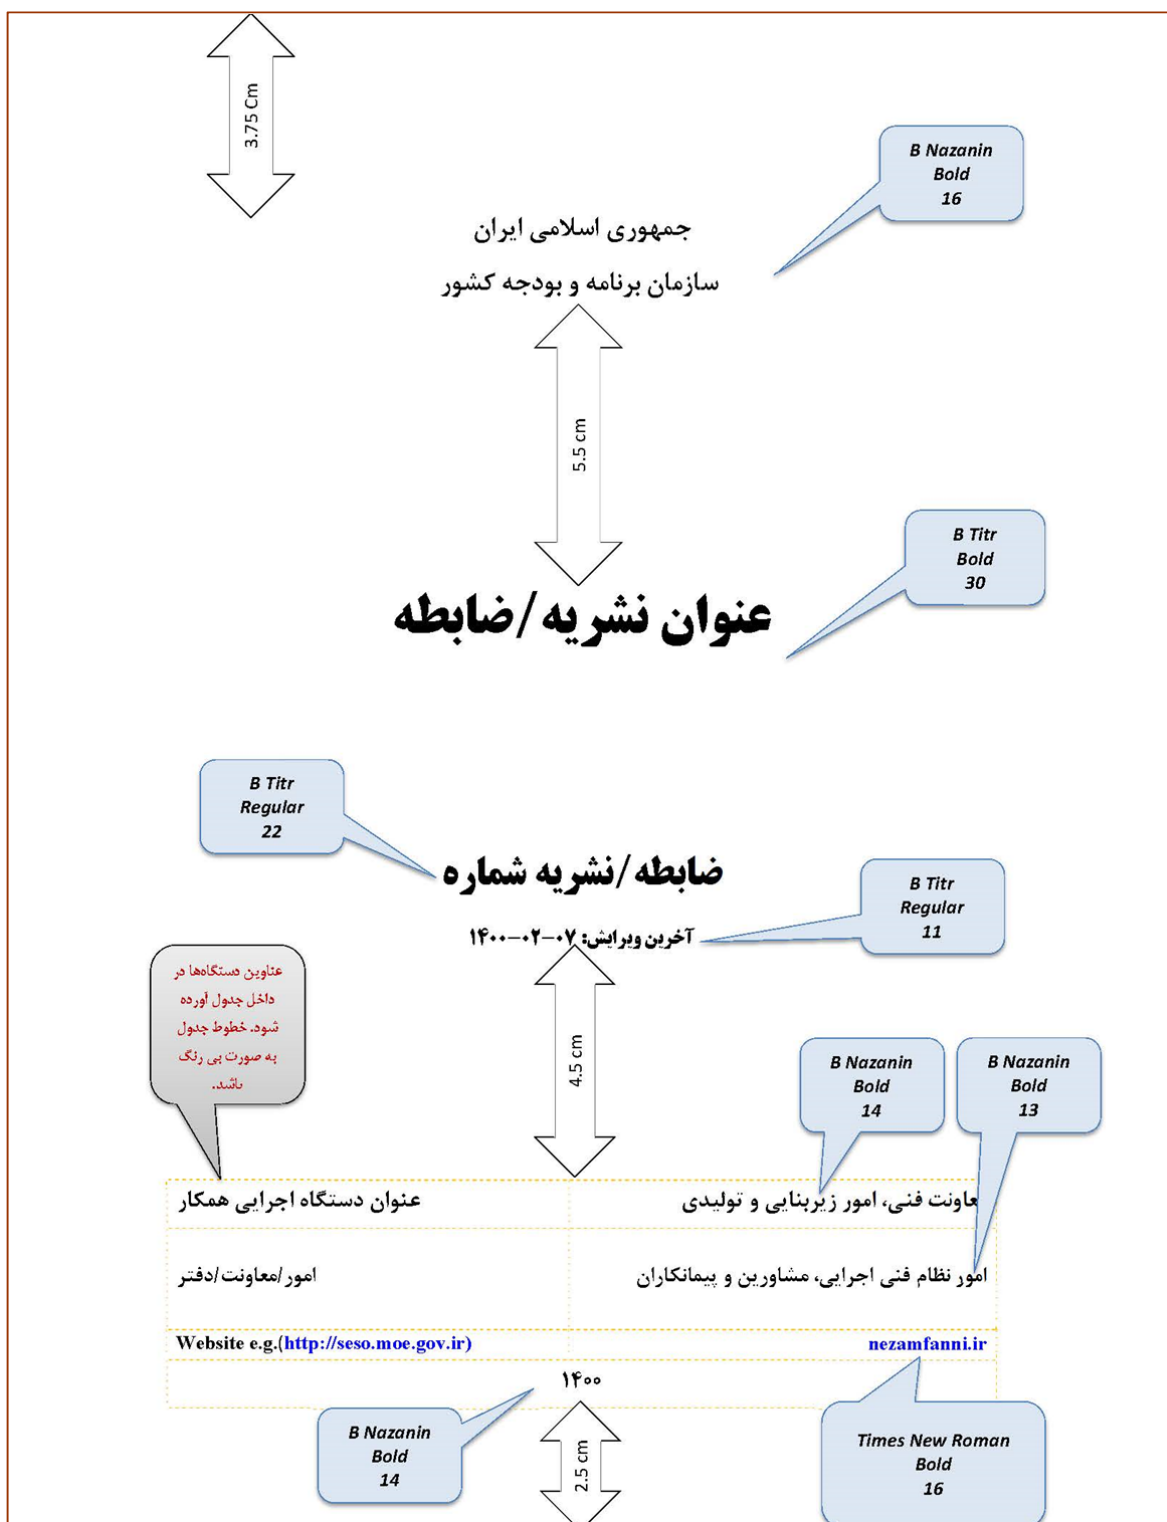 3.75 Cm
B Nazanin
Bold
16
جمهوری اسلامی ایران
سازمان برنامه و بودجه کشور
5.5 cm
B Titr
Bold
30
عنوان نشریه/ضابطه
B Titr
Regular
22
ضابطه/نشریه شماره
B Titr
Regular
11
آخرین ویرایش: ۰۷-۰۲-۱۴۰۰
عناوین دستگاه‌ها در
داخل جدول آورده
شود. خطوط جدول
به صورت بی رنگ
باشد.
4.5 cm
B Nazanin
Bold
14
B Nazanin
Bold
13
معاونت فنی، امور زیربنایی و تولیدی
عنوان دستگاه اجرایی همکار
امور نظام فنی اجرایی، مشاورین و پیمانکاران
امور/معاونت/دفتر
nezamfanni.ir
Website e.g.(http://seso.moe.gov.ir)
۱۴۰۰
B Nazanin
Bold
14
2.5 cm
Times New Roman
Bold
16